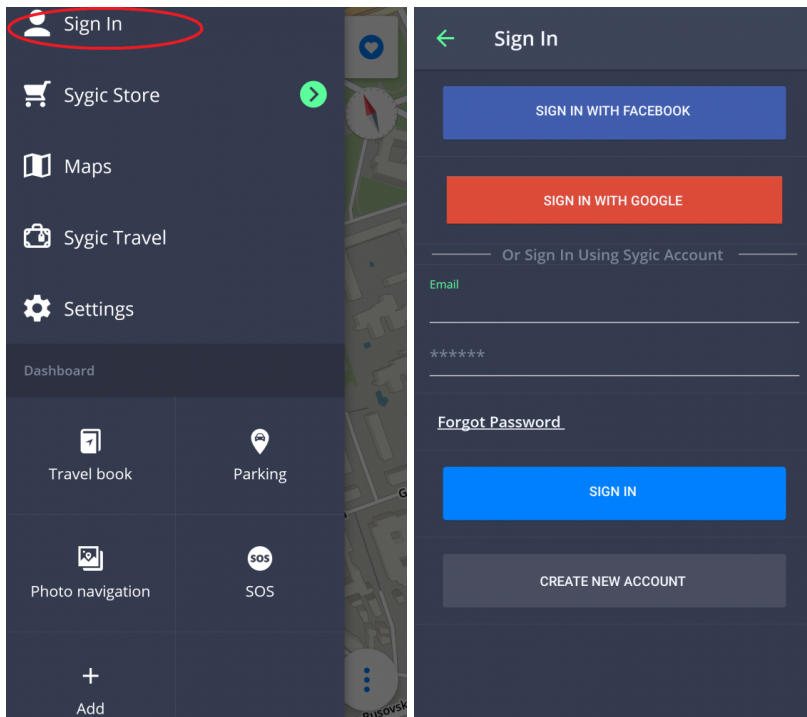 Sign In
Sygic Store
Maps
Sygic Travel
Settings
Dashboard
Travel book
Parking
Photo navigation
SOS
SOS
Add
G
Busovsk
Sign In
SIGN IN WITH FACEBOOK
SIGN IN WITH GOOGLE
Or Sign In Using Sygic Account
Email
******
Forgot Password
SIGN IN
CREATE NEW ACCOUNT